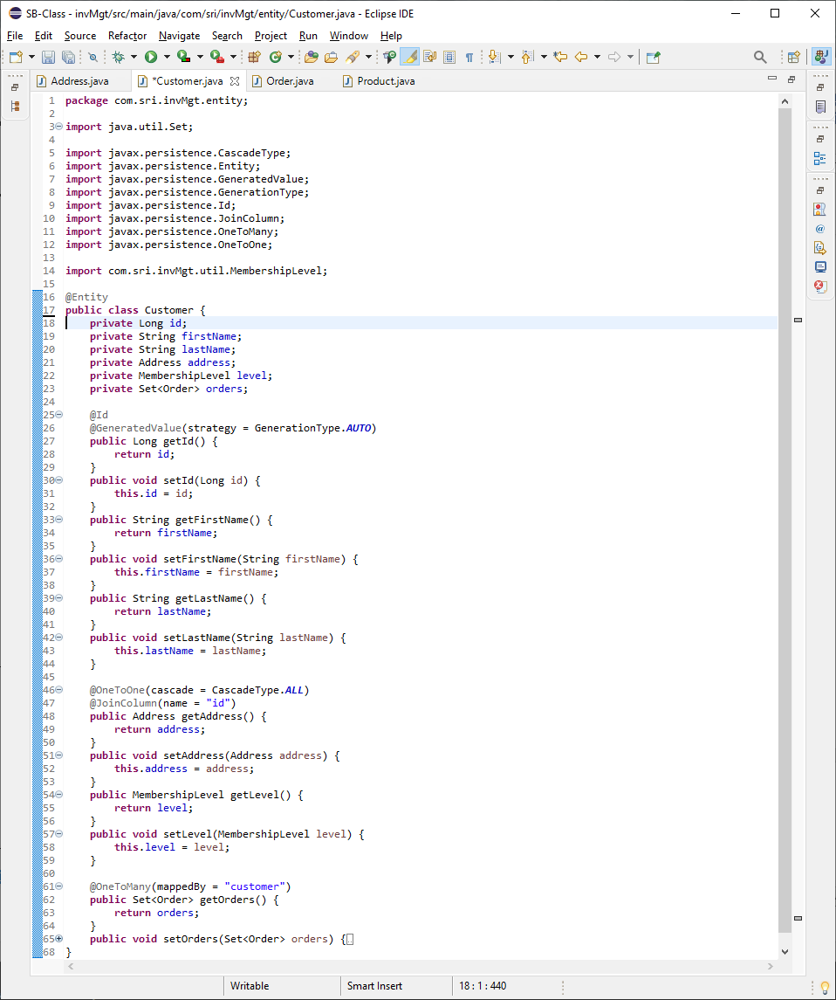 SB-Class - invMgt/src/main/java/com/sri/invMgt/entity/Customer.java - Eclipse IDE
File Edit Source Refactor Navigate Search Project Run Window Help
Address.java *Customer.java Order.java Product.java
1 package com.sri.invMgt.entity;
2
3 import java.util.Set;
4
5 import javax.persistence.CascadeType;
6 import javax.persistence.Entity;
7 import javax.persistence.GeneratedValue;
8 import javax.persistence.GenerationType;
9 import javax.persistence.Id;
10 import javax.persistence.JoinColumn;
11 import javax.persistence.OneToMany;
12 import javax.persistence.OneToOne;
13
14 import com.sri.invMgt.util.MembershipLevel;
15
16 @Entity
17 public class Customer {
18     private Long id;
19     private String firstName;
20     private String lastName;
21     private Address address;
22     private MembershipLevel level;
23     private Set<Order> orders;
24
25     @Id
26     @GeneratedValue(strategy = GenerationType.AUTO)
27     public Long getId() {
28         return id;
29     }
30     public void setId(Long id) {
31         this.id = id;
32     }
33     public String getFirstName() {
34         return firstName;
35     }
36     public void setFirstName(String firstName) {
37         this.firstName = firstName;
38     }
39     public String getLastName() {
40         return lastName;
41     }
42     public void setLastName(String lastName) {
43         this.lastName = lastName;
44     }
45
46     @OneToOne(cascade = CascadeType.ALL)
47     @JoinColumn(name = "id")
48     public Address getAddress() {
49         return address;
50     }
51     public void setAddress(Address address) {
52         this.address = address;
53     }
54     public MembershipLevel getLevel() {
55         return level;
56     }
57     public void setLevel(MembershipLevel level) {
58         this.level = level;
59     }
60
61     @OneToMany(mappedBy = "customer")
62     public Set<Order> getOrders() {
63         return orders;
64     }
65     public void setOrders(Set<Order> orders) {
68 }
Writable Smart Insert 18 : 1 : 440